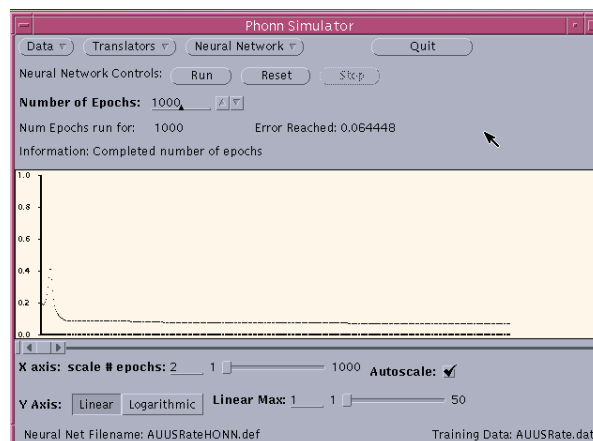 Phonn Simulator
Data Translators Neural Network Quit
Neural Network Controls: Run Reset Stop
Number of Epochs: 1000
Num Epochs run for: 1000 Error Reached: 0.064448
Information: Completed number of epochs
1.0
0.8
0.6
0.4
0.2
0.0
X axis: scale # epochs: 2 1 1000 Autoscale:
Y Axis: Linear Logarithmic Linear Max: 1 1 50
Neural Net Filename: AUUSRateHONN.def Training Data: AUUSRate.dat